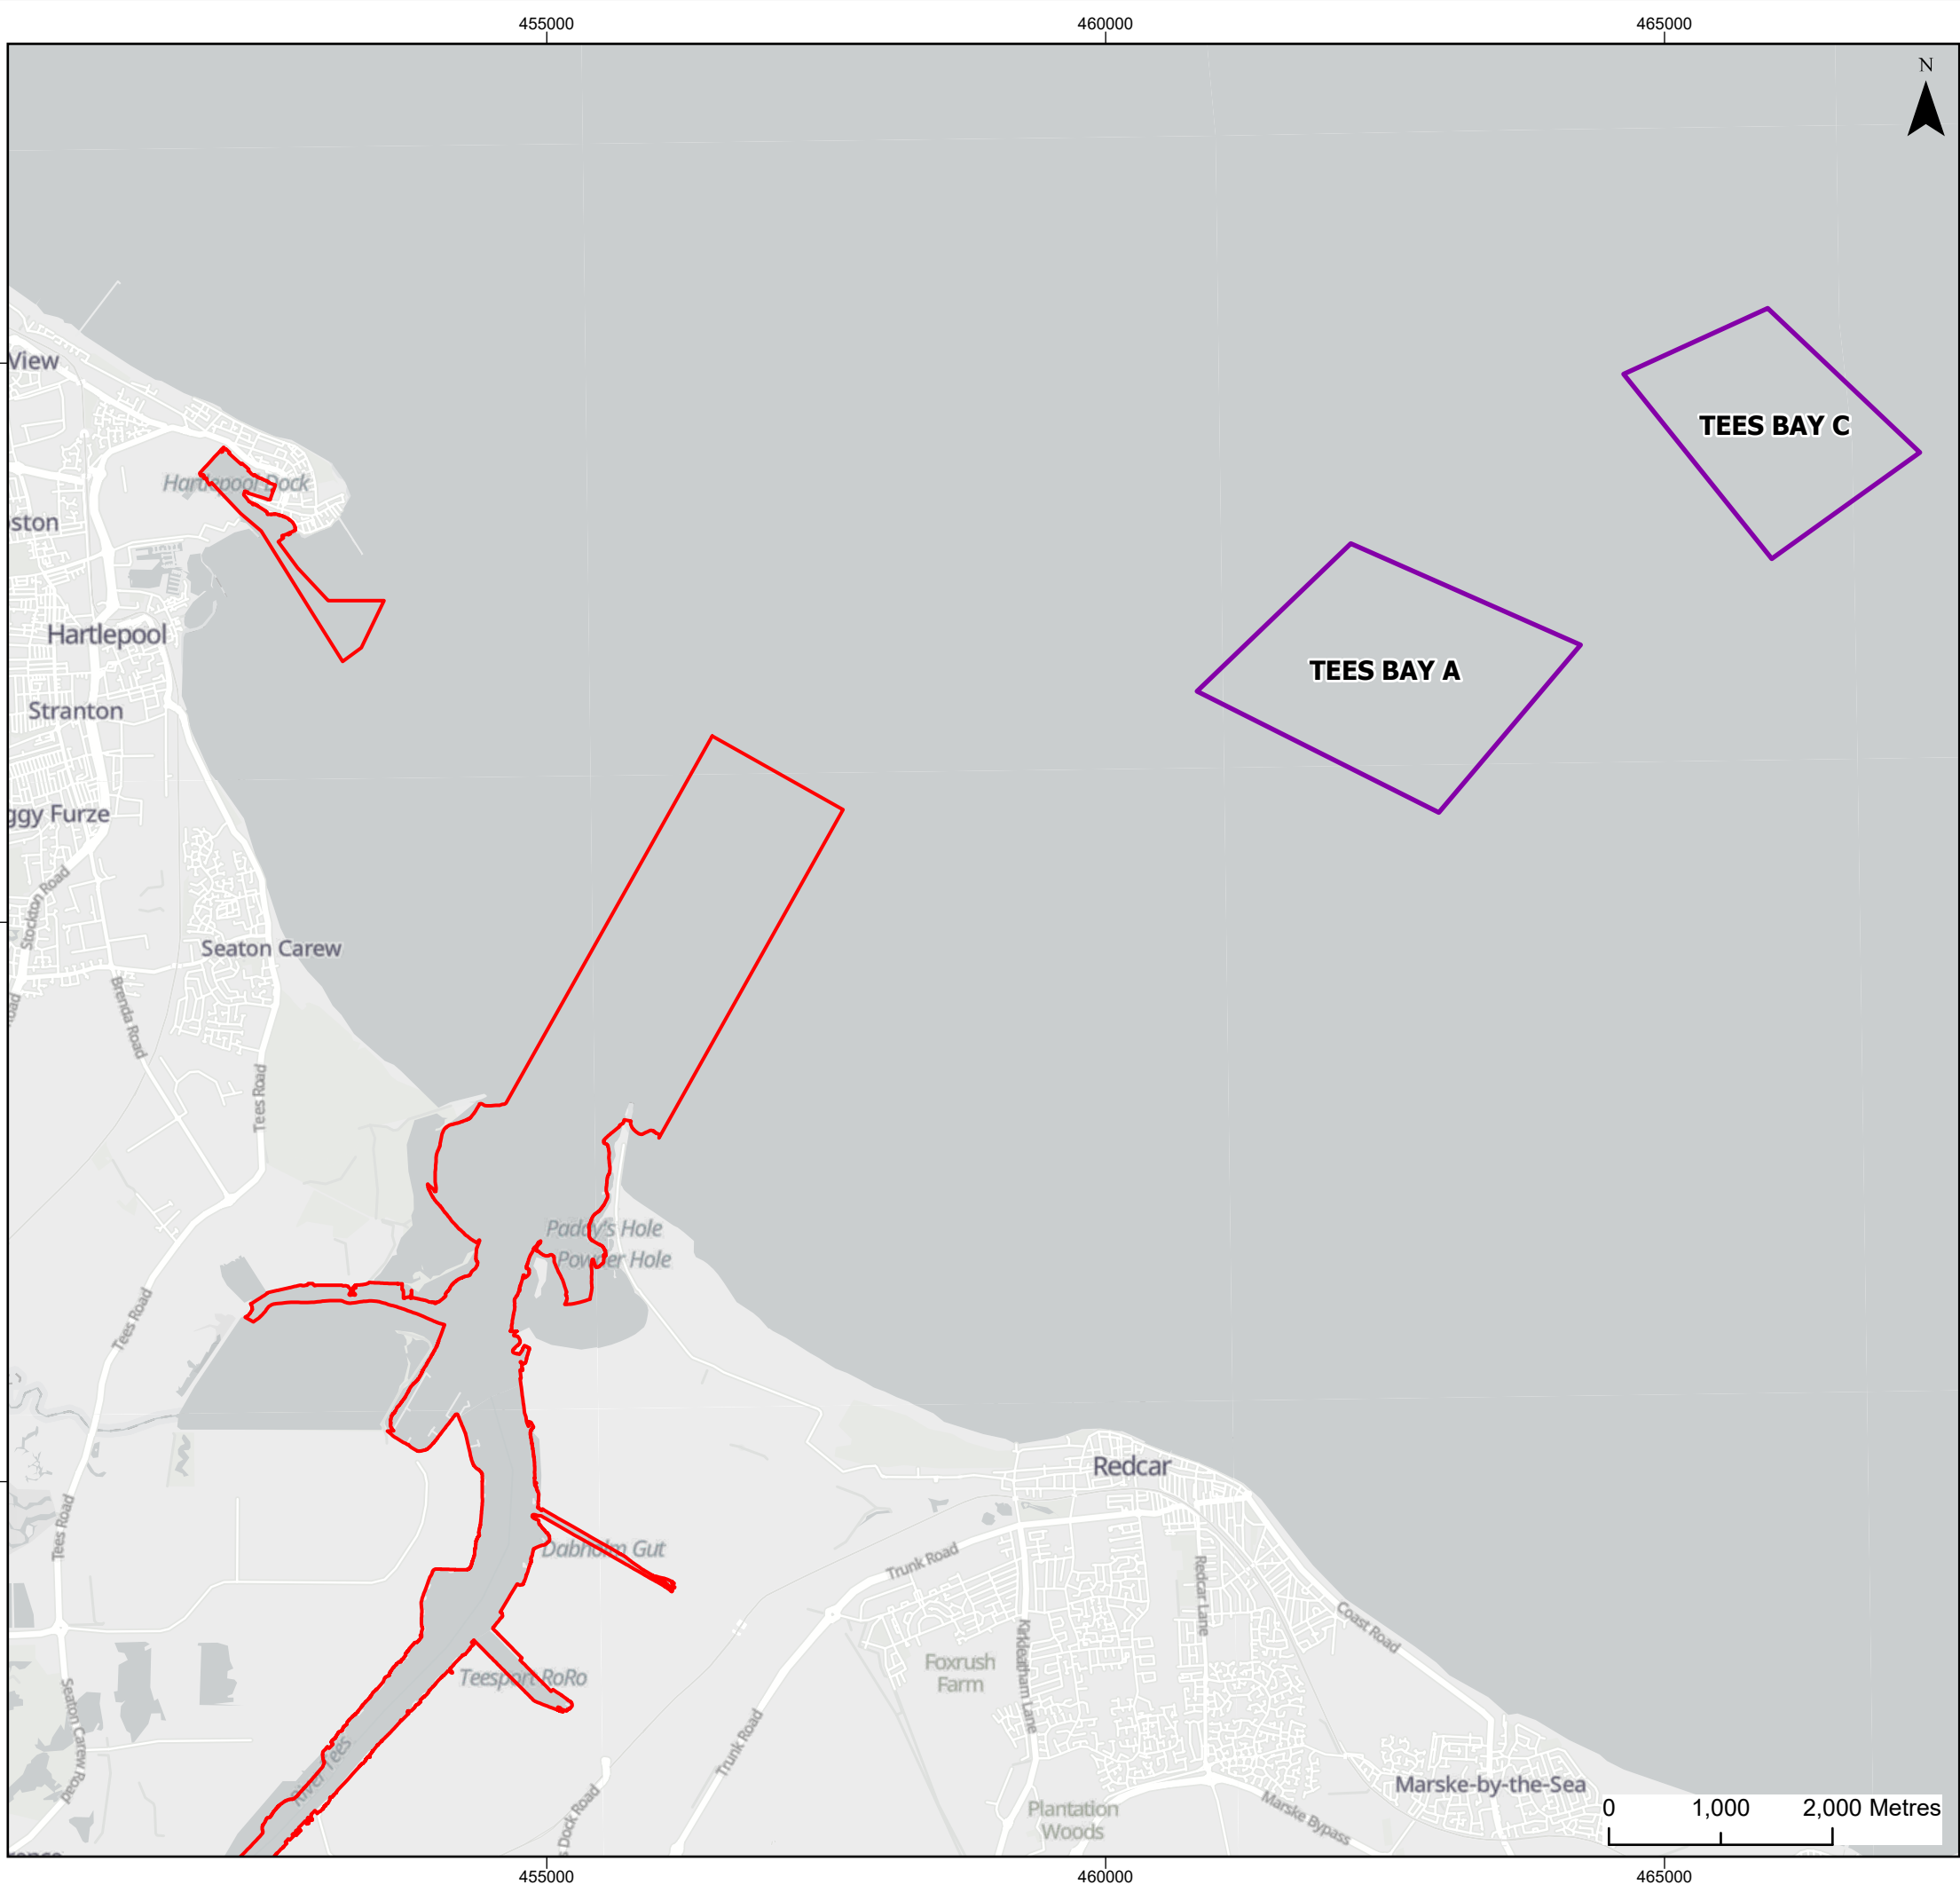 455000
460000
465000
N
View
Hartlepool Dock
TEES BAY C
ston
Hartlepool
TEES BAY A
Stranton
ggy Furze
Stockton Road
Seaton Carew
Brenda Road
Tees Road
Paddy's Hole
Powder Hole
Tees Road
Redcar
Tees Road
Dabholm Gut
Trunk Road
Redcar Lane
Coast Road
Kirkleatham Lane
Foxrush
Farm
Teesport RoRo
Seaton Carew Road
River Tees
Trunk Road
Marske-by-the-Sea
s Dock Road
Plantation
Woods
Marske Bypass
0 1,000 2,000 Metres
455000
460000
465000